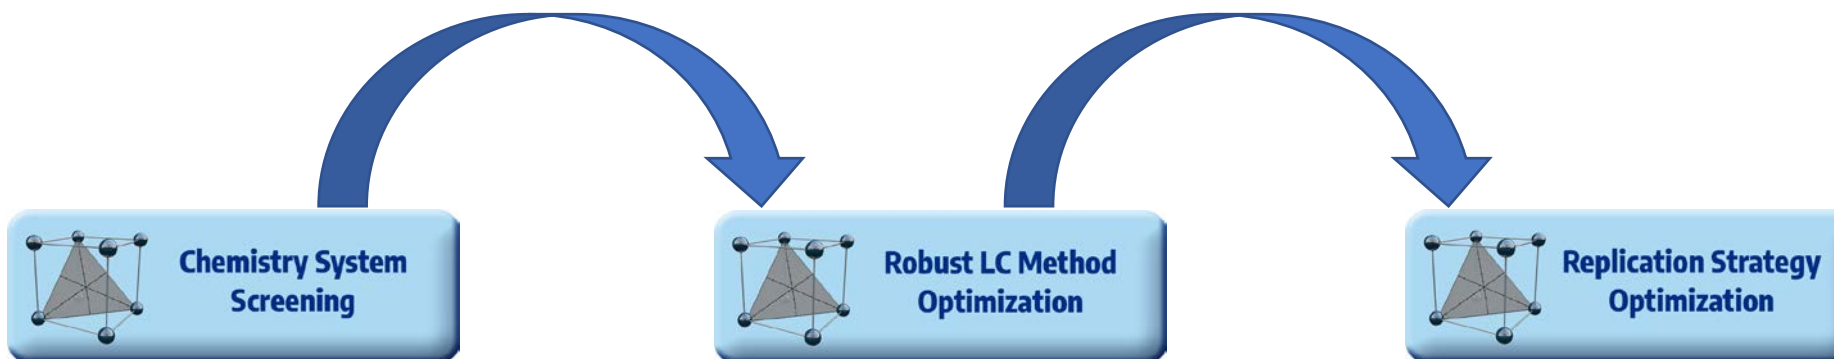 Chemistry System
Screening
Robust LC Method
Optimization
Replication Strategy
Optimization